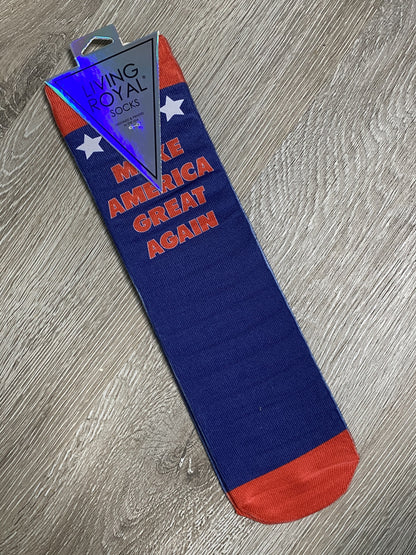 LIVING
ROYAL®
SOCKS
MAKE
AMERICA
GREAT
AGAIN